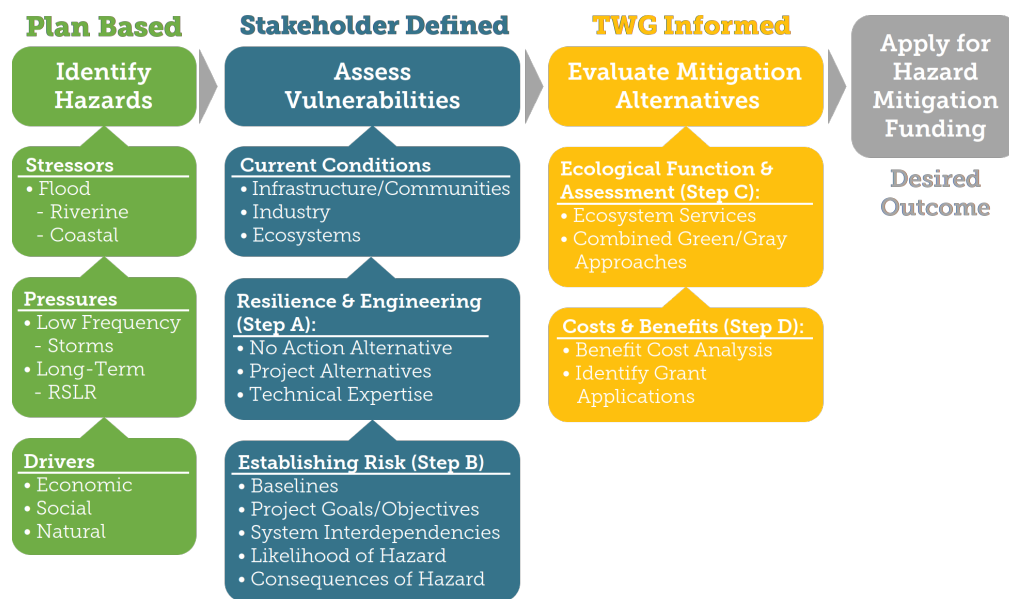 Plan Based
Identify
Hazards
Stressors
• Flood
- Riverine
- Coastal
Pressures
• Low Frequency
- Storms
• Long-Term
- RSLR
Drivers
• Economic
• Social
• Natural
Stakeholder Defined
Assess
Vulnerabilities
Current Conditions
• Infrastructure/Communities
• Industry
• Ecosystems
Resilience & Engineering
(Step A):
• No Action Alternative
• Project Alternatives
• Technical Expertise
Establishing Risk (Step B)
• Baselines
• Project Goals/Objectives
• System Interdependencies
• Likelihood of Hazard
• Consequences of Hazard
TWG Informed
Evaluate Mitigation
Alternatives
Ecological Function &
Assessment (Step C):
• Ecosystem Services
• Combined Green/Gray
Approaches
Costs & Benefits (Step D):
• Benefit Cost Analysis
• Identify Grant
Applications
Apply for
Hazard
Mitigation
Funding
Desired
Outcome